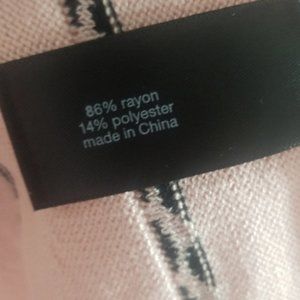 86% rayon
14% polyester
made in China